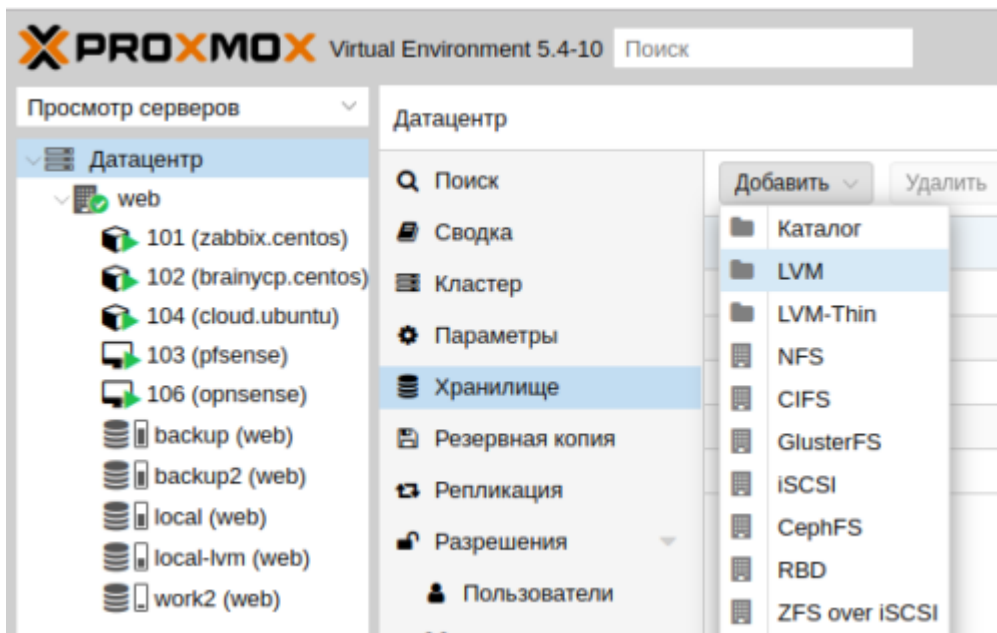 PROXMOX Virtual Environment 5.4-10 Поиск
Просмотр серверов
Датацентр
web
101 (zabbix.centos)
102 (brainycp.centos)
104 (cloud.ubuntu)
103 (pfsense)
106 (opnsense)
backup (web)
backup2 (web)
local (web)
local-lvm (web)
work2 (web)
Датацентр
Поиск
Сводка
Кластер
Параметры
Хранилище
Резервная копия
Репликация
Разрешения
Пользователи
Добавить Удалить
Каталог
LVM
LVM-Thin
NFS
CIFS
GlusterFS
iSCSI
CephFS
RBD
ZFS over iSCSI